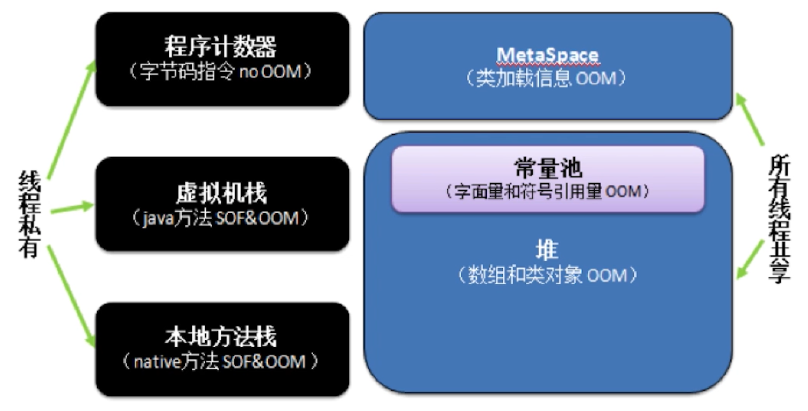 程序计数器
（字节码指令 no OOM）
MetaSpace
（类加载信息 OOM）
线程私有
虚拟机栈
（java方法 SOF&OOM）
常量池
（字面量和符号引用量 OOM）
堆
（数组和类对象 OOM）
所有线程共享
本地方法栈
（native方法 SOF&OOM ）